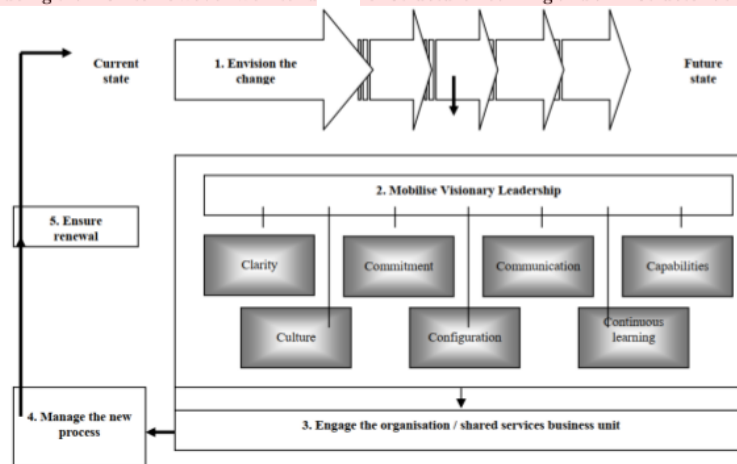 Current
state
1. Envision the
change
Future
state
2. Mobilise Visionary Leadership
5. Ensure
renewal
Clarity
Commitment
Communication
Capabilities
Culture
Configuration
Continuous
learning
4. Manage the new
process
3. Engage the organisation / shared services business unit